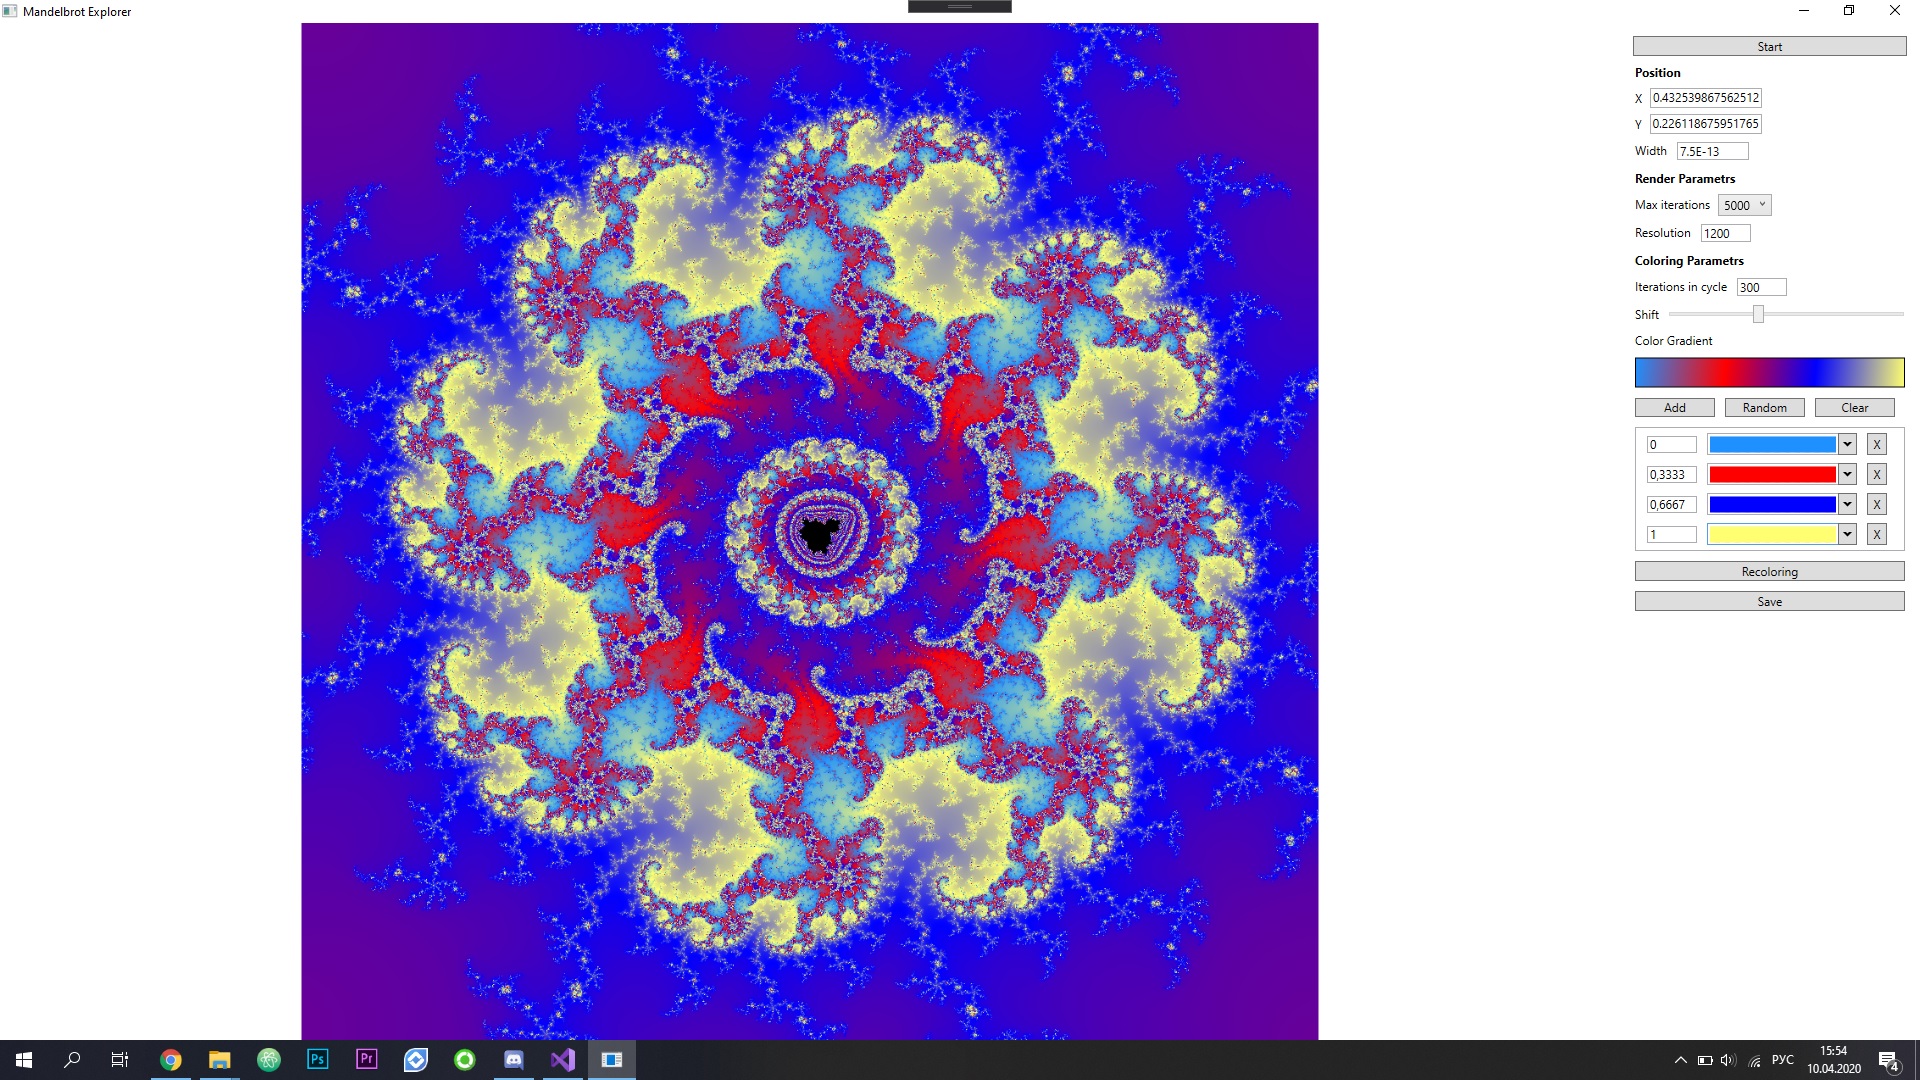 Mandelbrot Explorer
Start
Position
X 0.432539867562512
Y 0.226118675951765
Width 7.5E-13
Render Parametrs
Max iterations 5000
Resolution 1200
Coloring Parametrs
Iterations in cycle 300
Shift
Color Gradient
Add Random Clear
0 X
0,3333 X
0,6667 X
1 X
Recoloring
Save
Ps Pr РУС 15:54
10.04.2020 4